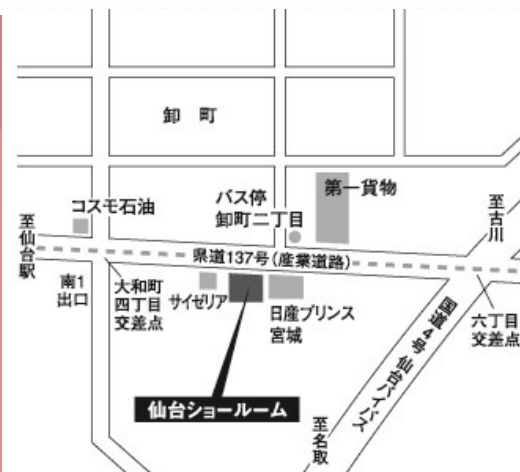 卸 町
第一貨物
バス停
卸町二丁目
コスモ石油
至古川
至仙台駅
県道137号(産業道路)
南1
出口
大和町
四丁目
交差点
サイゼリア
日産プリンス
宮城
国道4号 仙台バイパス
六丁目
交差点
仙台ショールーム
至名取